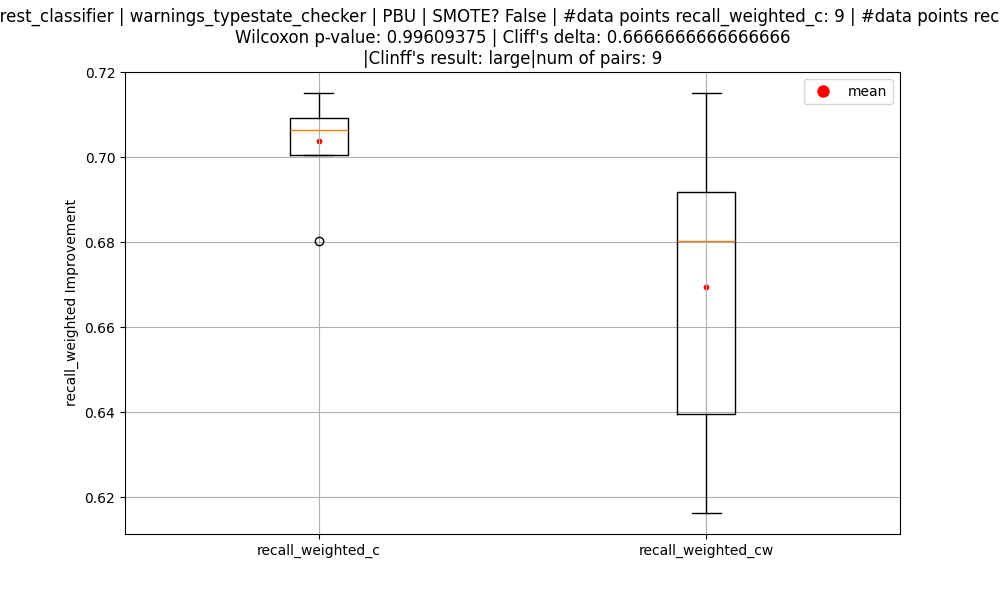 rest_classifier | warnings_typestate_checker | PBU | SMOTE? False | #data points recall_weighted_c: 9 | #data points rec
Wilcoxon p-value: 0.99609375 | Cliff's delta: 0.6666666666666666
|Clinff's result: large|num of pairs: 9
mean
0.72
0.70
0.68
0.66
0.64
0.62
recall_weighted Improvement
recall_weighted_c
recall_weighted_cw